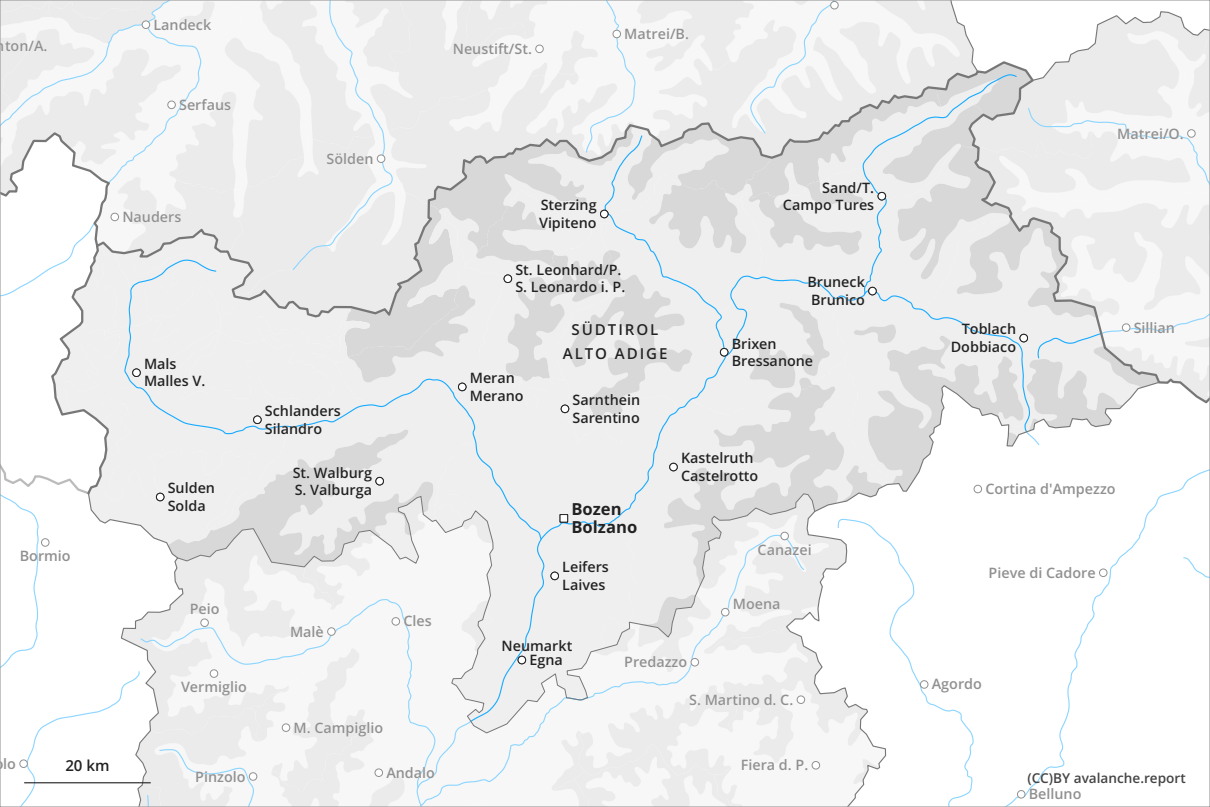 Landeck
Matrei/B.
nton/A.
Neustift/St.
Serfaus
Matrei/O.
Sölden
Sand/T.
Campo Tures
Nauders
Sterzing
Vipiteno
St. Leonhard/P.
S. Leonardo i. P.
Bruneck
Brunico
SÜDTIROL
ALTO ADIGE
Toblach
Dobbiaco
Sillian
Brixen
Bressanone
Mals
Malles V.
Meran
Merano
Sarnthein
Sarentino
Schlanders
Silandro
Kastelruth
Castelrotto
St. Walburg
S. Valburga
Sulden
Solda
Cortina d'Ampezzo
Bozen
Bolzano
Bormio
Canazei
Leifers
Laives
Pieve di Cadore
Peio
Moena
Malè
Cles
Neumarkt
Egna
Predazzo
Vermiglio
Agordo
S. Martino d. C.
M. Campiglio
Fiera d. P.
olo
20 km
Pinzolo
Andalo
(CC)BY avalanche.report
Belluno